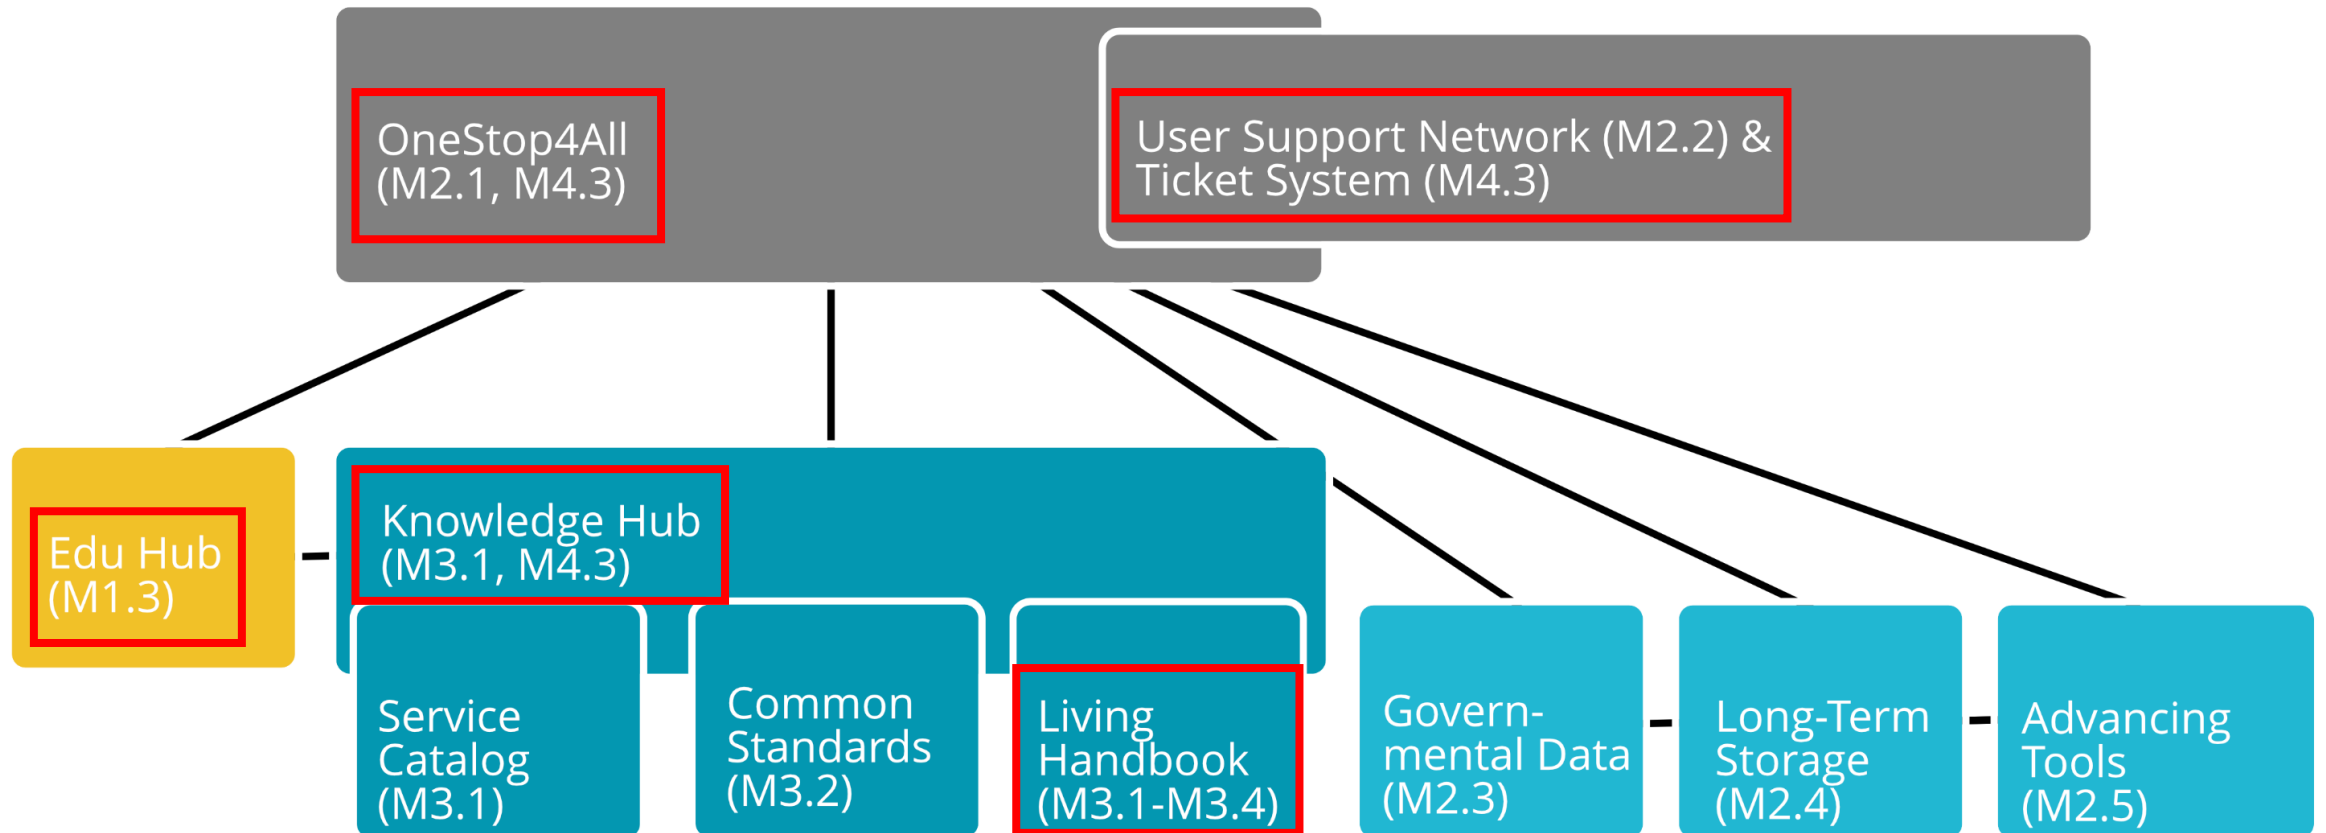 OneStop4All
(M2.1, M4.3)
User Support Network (M2.2) &
Ticket System (M4.3)
Edu Hub
(M1.3)
Knowledge Hub
(M3.1, M4.3)
Service
Catalog
(M3.1)
Common
Standards
(M3.2)
Living
Handbook
(M3.1-M3.4)
Govern-
mental Data
(M2.3)
Long-Term
Storage
(M2.4)
Advancing
Tools
(M2.5)